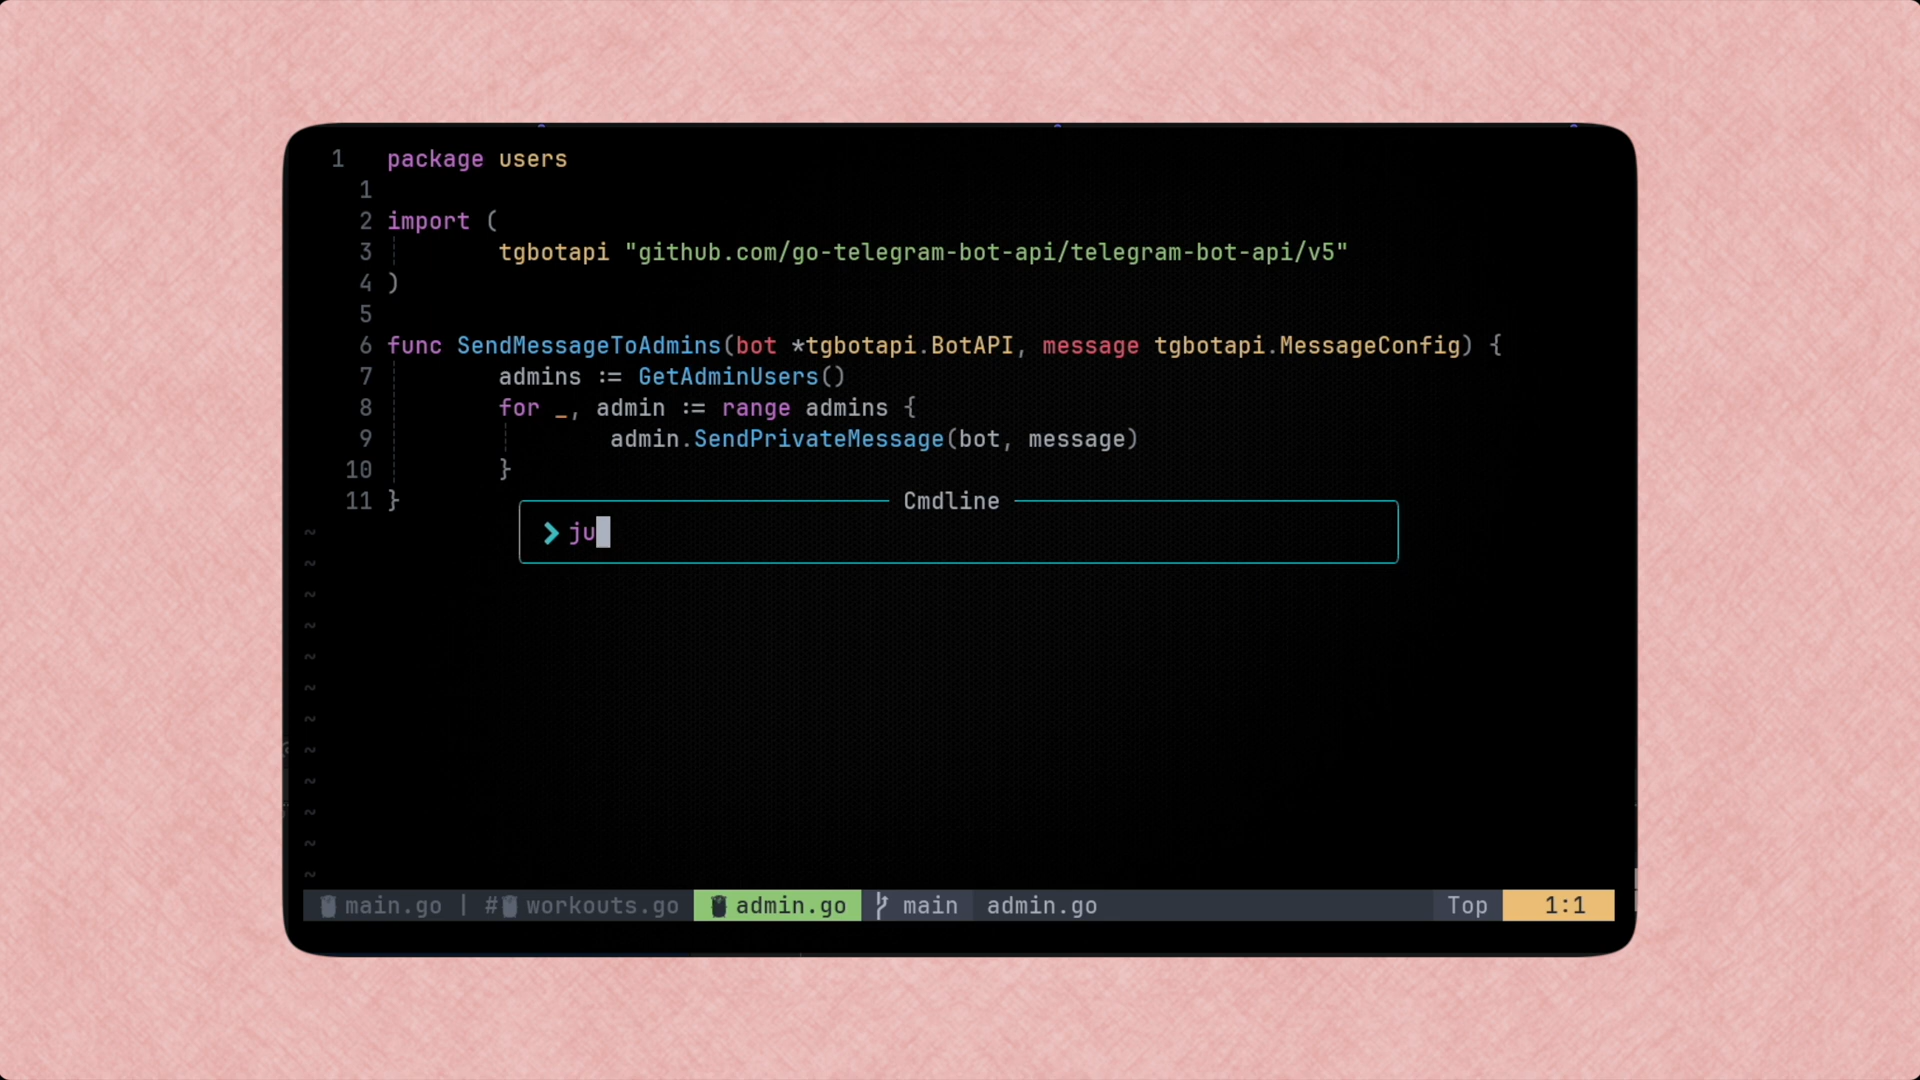 1 package users
1
2 import (
3 tgbotapi "github.com/go-telegram-bot-api/telegram-bot-api/v5"
4 )
5
6 func SendMessageToAdmins(bot *tgbotapi.BotAPI, message tgbotapi.MessageConfig) {
7 admins := GetAdminUsers()
8 for _, admin := range admins {
9 admin.SendPrivateMessage(bot, message)
10 }
11 }
Cmdline
ju
~
~
~
~
~
~
~
~
~
~
~
~
main.go | # workouts.go admin.go main admin.go Top 1:1